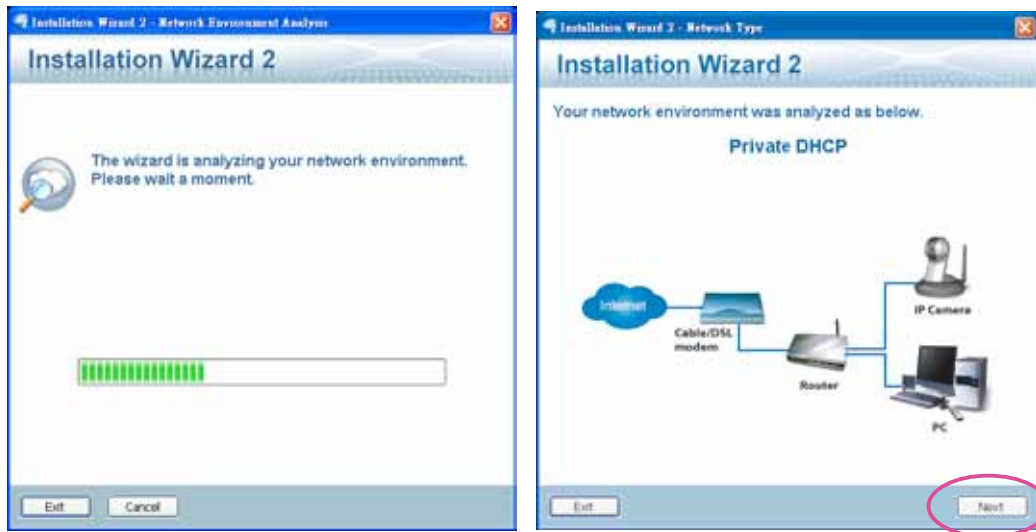 Installation Wizard 2 - Network Environment Analysis
Installation Wizard 2
The wizard is analyzing your network environment.
Please wait a moment.
Exit
Cancel
Installation Wizard 2 - Network Type
Installation Wizard 2
Your network environment was analyzed as below.
Private DHCP
Internet
Cable/DSL
modem
Router
IP Camera
PC
Exit
Next